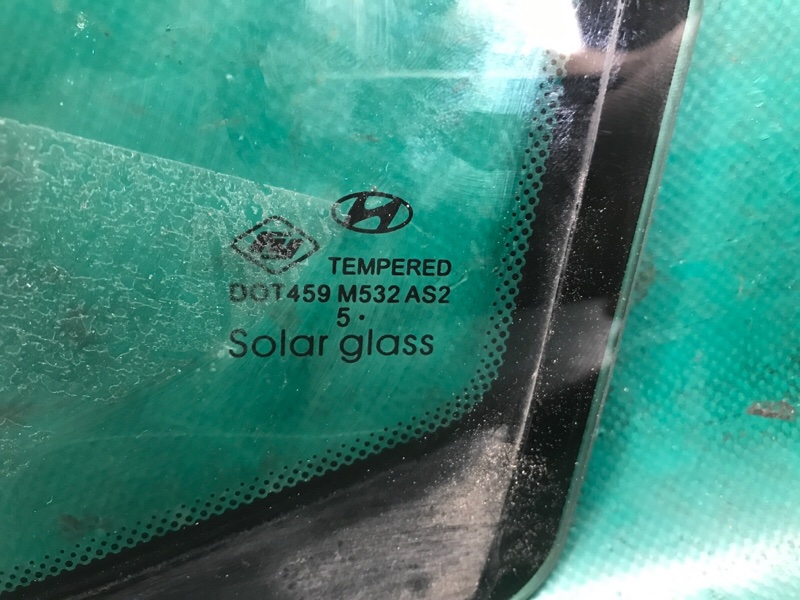 TEMPERED
DOT459 M532 AS2
5 •
Solar glass